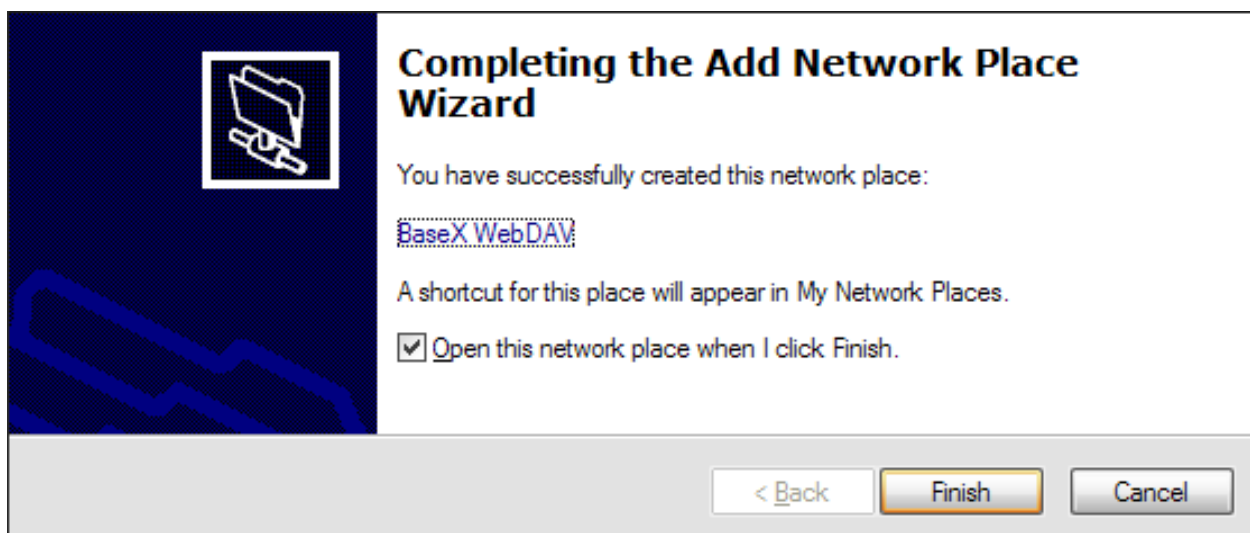 Completing the Add Network Place
Wizard
You have successfully created this network place:
BaseX WebDAV
A shortcut for this place will appear in My Network Places.
Open this network place when I click Finish.
< Back
Finish
Cancel